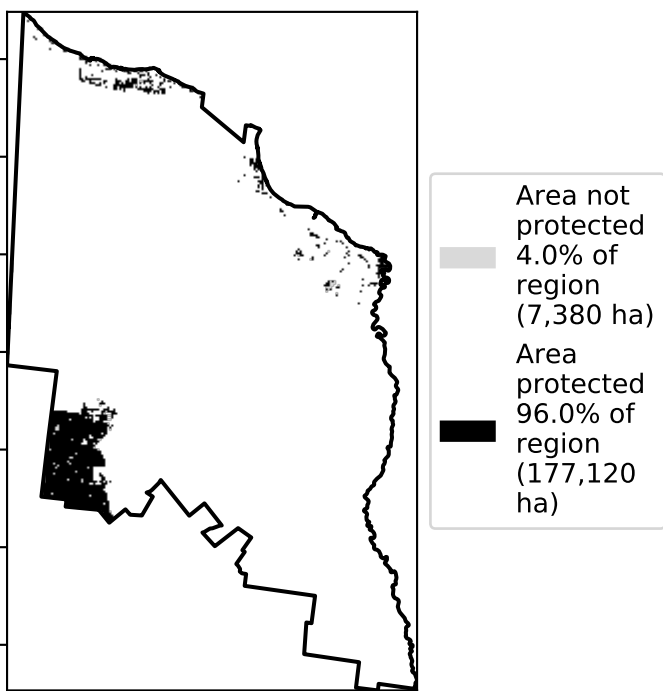 Area not
protected
4.0% of
region
(7,380 ha)
Area
protected
96.0% of
region
(177,120
ha)